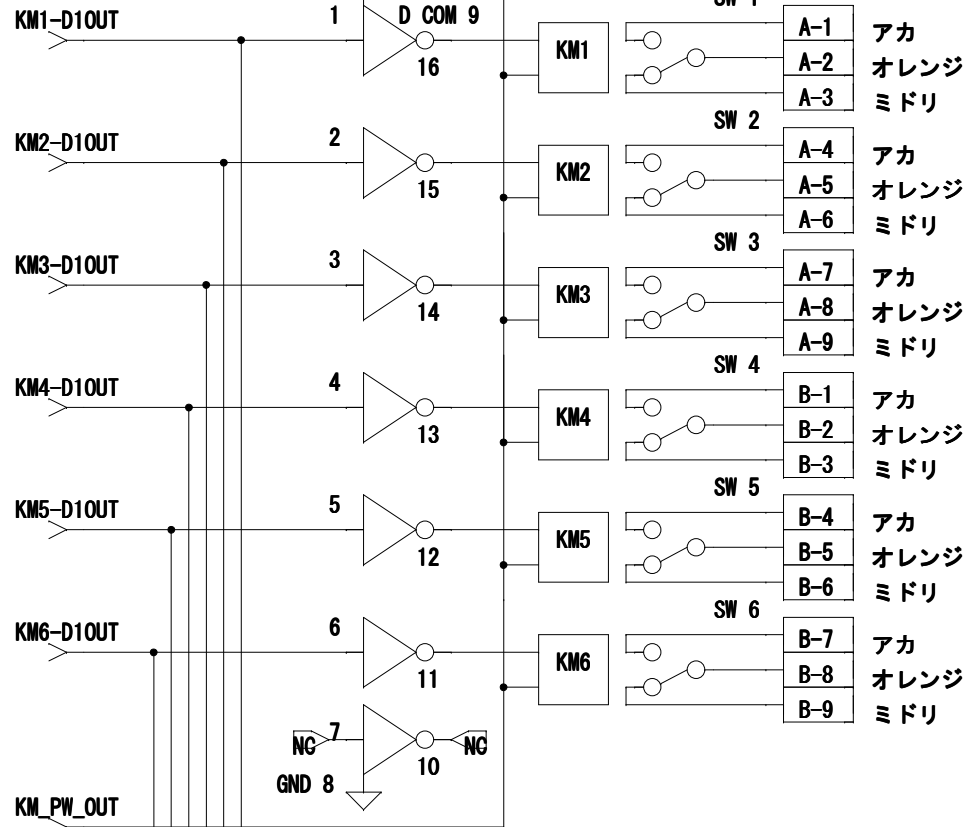 KM1-D1OUT 1 D COM 9
16
KM1
A-1 アカ
A-2 オレンジ
A-3 ミドリ
SW 2
KM2-D1OUT 2
15
KM2
A-4 アカ
A-5 オレンジ
A-6 ミドリ
SW 3
KM3-D1OUT 3
14
KM3
A-7 アカ
A-8 オレンジ
A-9 ミドリ
SW 4
KM4-D1OUT 4
13
KM4
B-1 アカ
B-2 オレンジ
B-3 ミドリ
SW 5
KM5-D1OUT 5
12
KM5
B-4 アカ
B-5 オレンジ
B-6 ミドリ
SW 6
KM6-D1OUT 6
11
KM6
B-7 アカ
B-8 オレンジ
B-9 ミドリ
NC 7 NC
10
GND 8
KM_PW_OUT